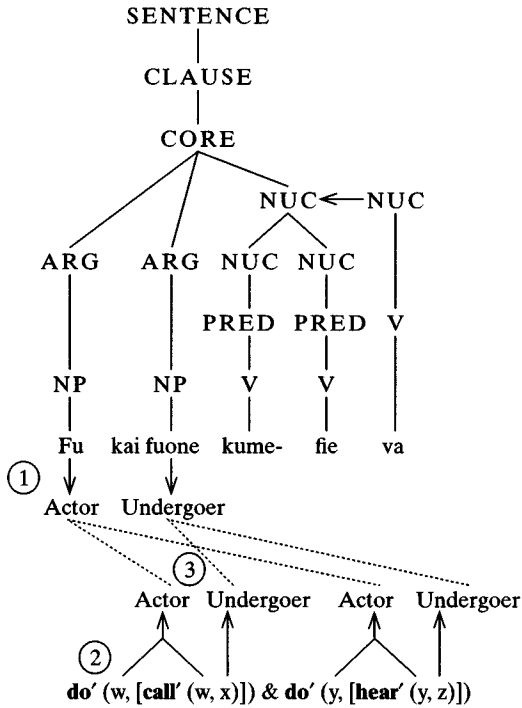 SENTENCE
CLAUSE
CORE
NUC NUC
ARG ARG NUC NUC
PRED PRED V
NP NP V V
Fu kai fuone kume- fie va
1
Actor Undergoer
3
Actor Undergoer Actor Undergoer
2
do′ (w, [call′ (w, x)]) & do′ (y, [hear′ (y, z)])